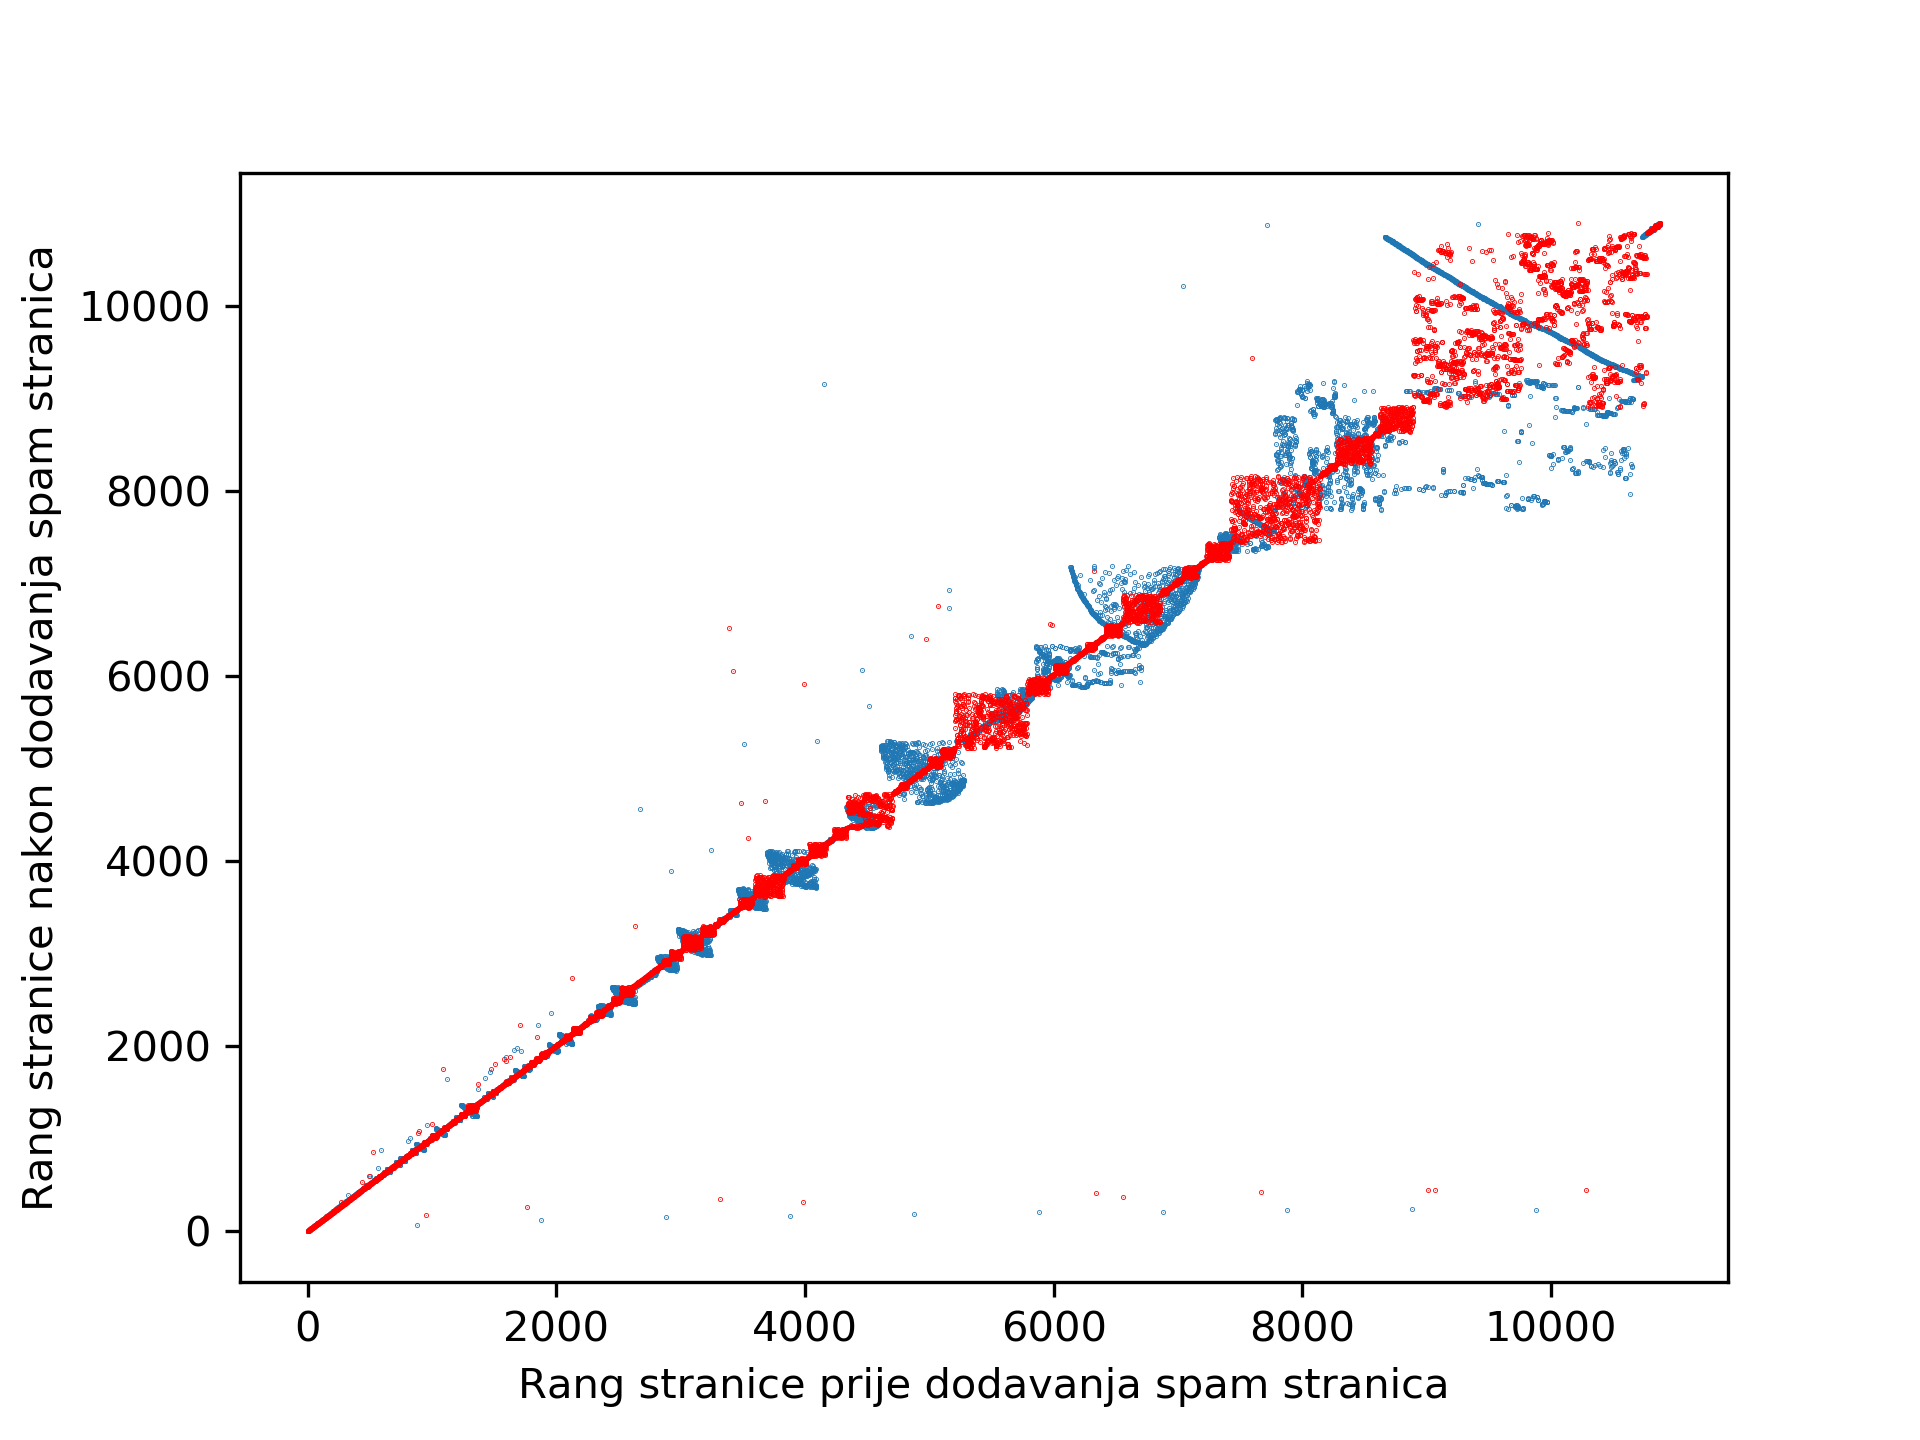 Rang stranice nakon dodavanja spam stranica
10000
8000
6000
4000
2000
0
0 2000 4000 6000 8000 10000
Rang stranice prije dodavanja spam stranica